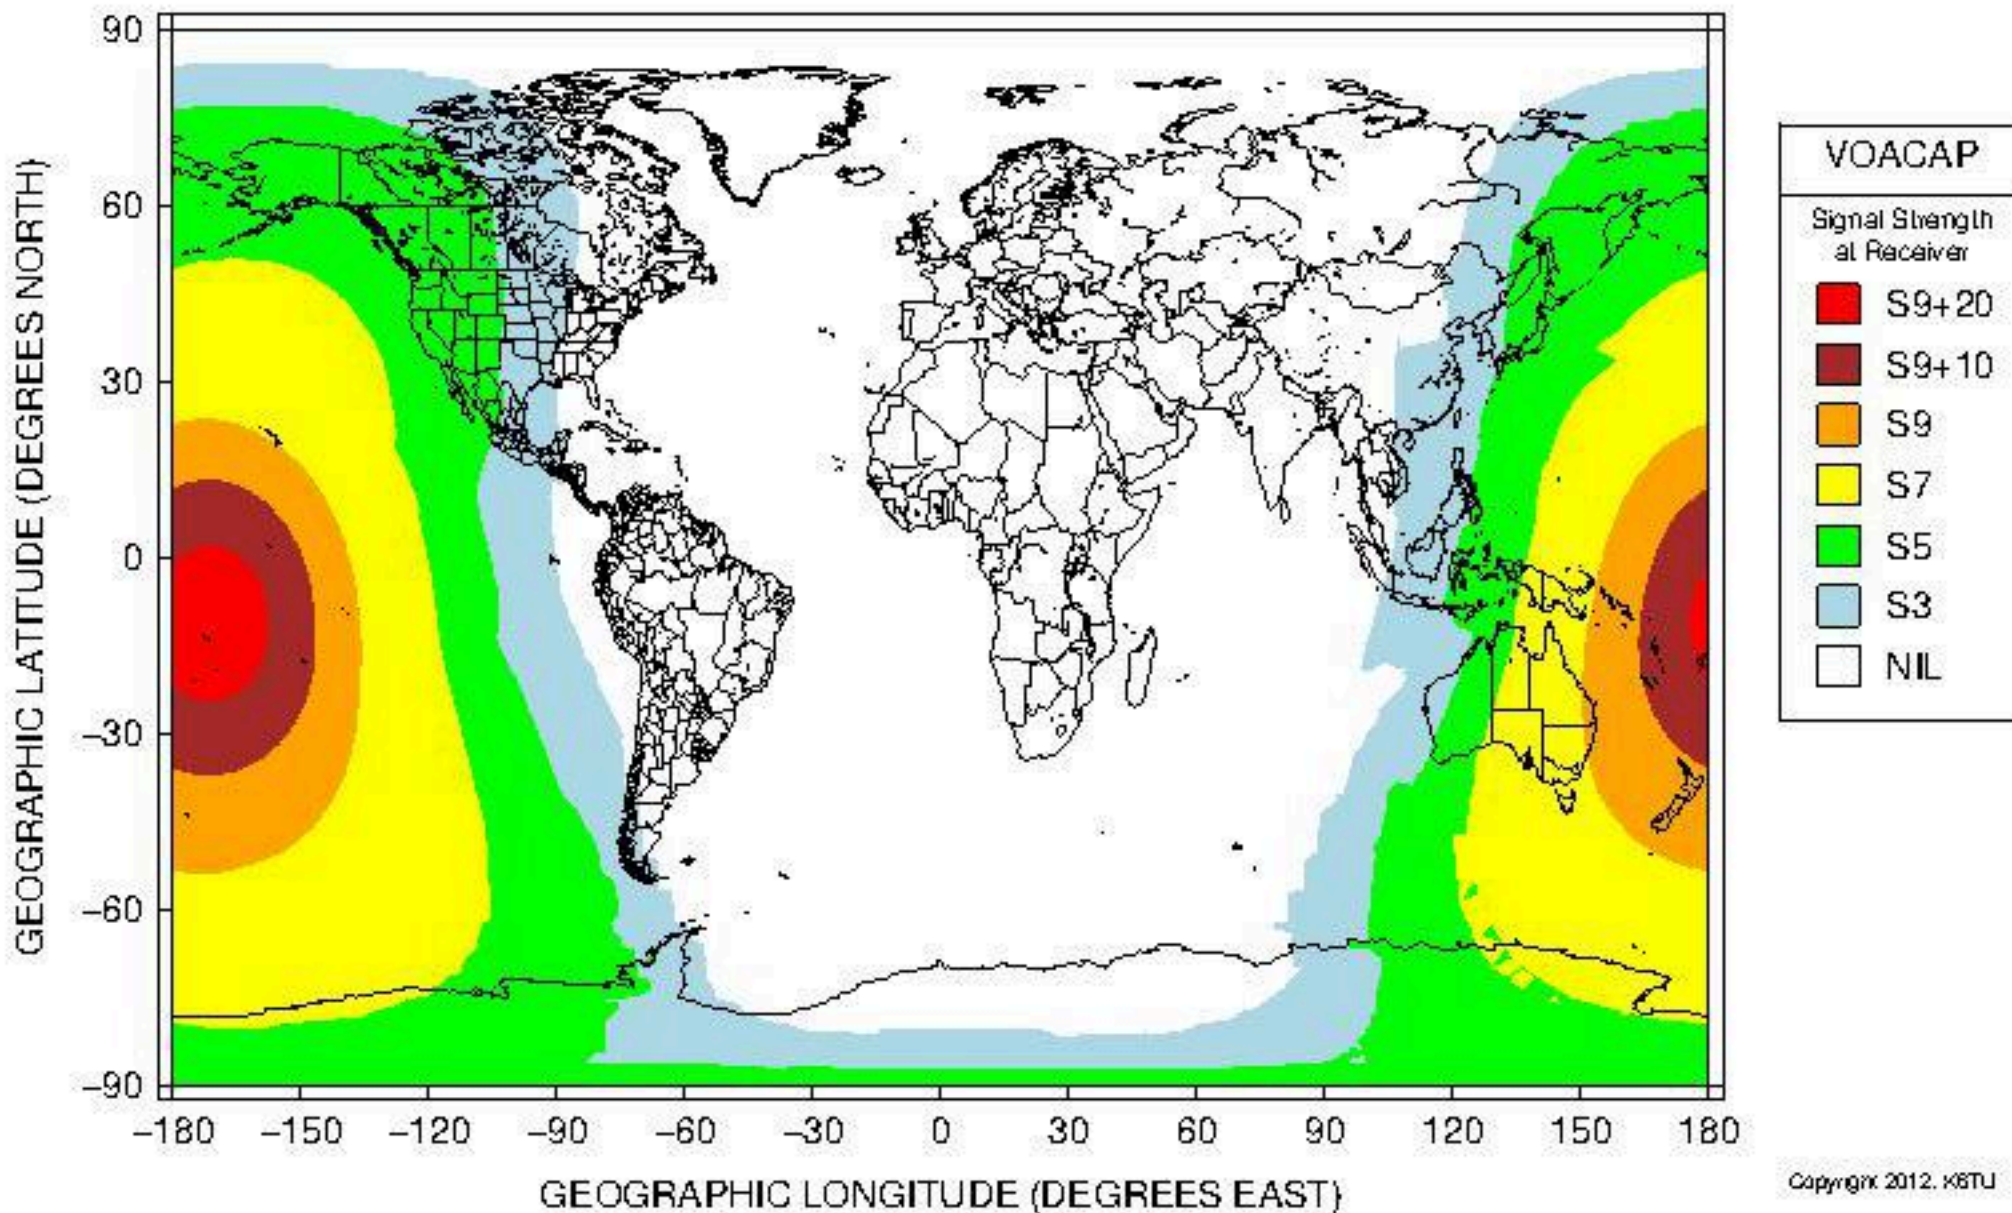 90
60
30
0
−30
−60
−90
GEOGRAPHIC LATITUDE (DEGREES NORTH)
−180 −150 −120 −90 −60 −30 0 30 60 90 120 150 180
GEOGRAPHIC LONGITUDE (DEGREES EAST)
VOACAP
Signal Strength
at Receiver
S9+20
S9+10
S9
S7
S5
S3
NIL
Copyright 2012, K6TU